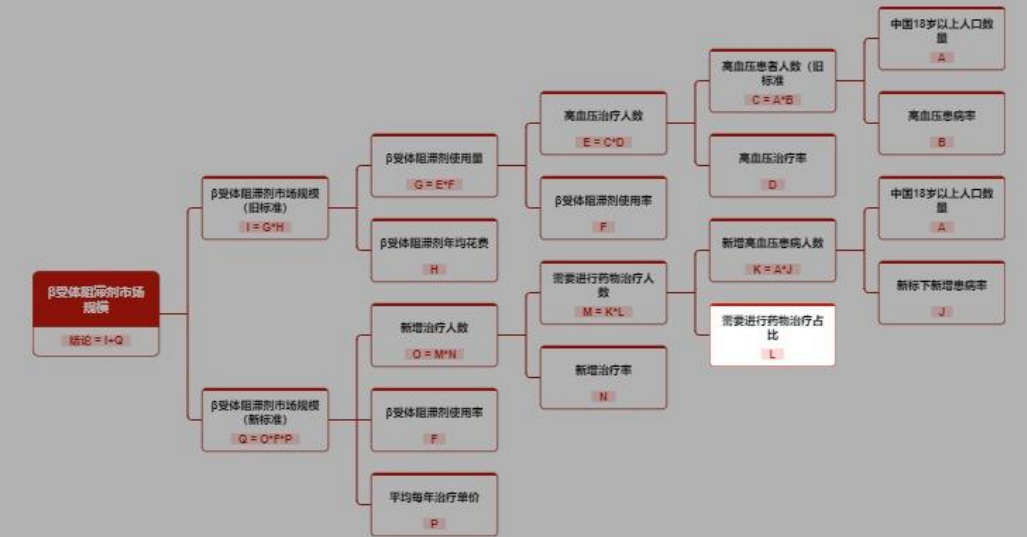 β受体阻滞剂市场
规模
结论 = I+Q
β受体阻滞剂市场规模
（旧标准）
I = G*H
β受体阻滞剂市场规模
（新标准）
Q = O*F*P
β受体阻滞剂使用量
G = E*F
β受体阻滞剂年均花费
H
新增治疗人数
O = M*N
β受体阻滞剂使用率
F
平均每年治疗单价
P
高血压治疗人数
E = C*D
β受体阻滞剂使用率
F
需要进行药物治疗人
数
M = K*L
新增治疗率
N
高血压患者人数（旧
标准
C = A*B
高血压治疗率
D
新增高血压患病人数
K = A*J
需要进行药物治疗占
比
L
中国18岁以上人口数
量
A
高血压患病率
B
中国18岁以上人口数
量
A
新标下新增患病率
J